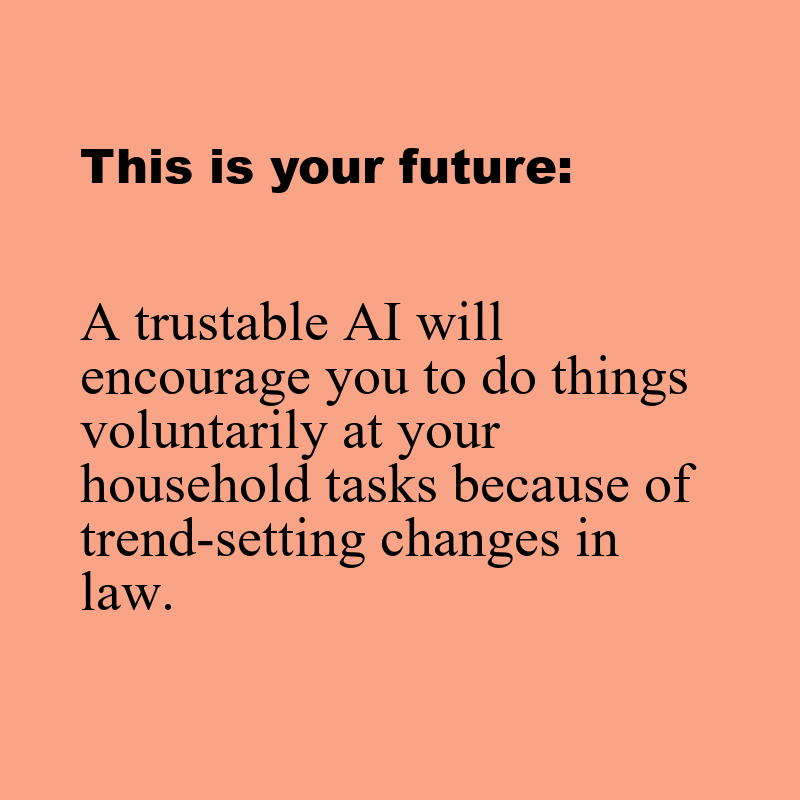 This is your future:
A trustable AI will
encourage you to do things
voluntarily at your
household tasks because of
trend-setting changes in
law.